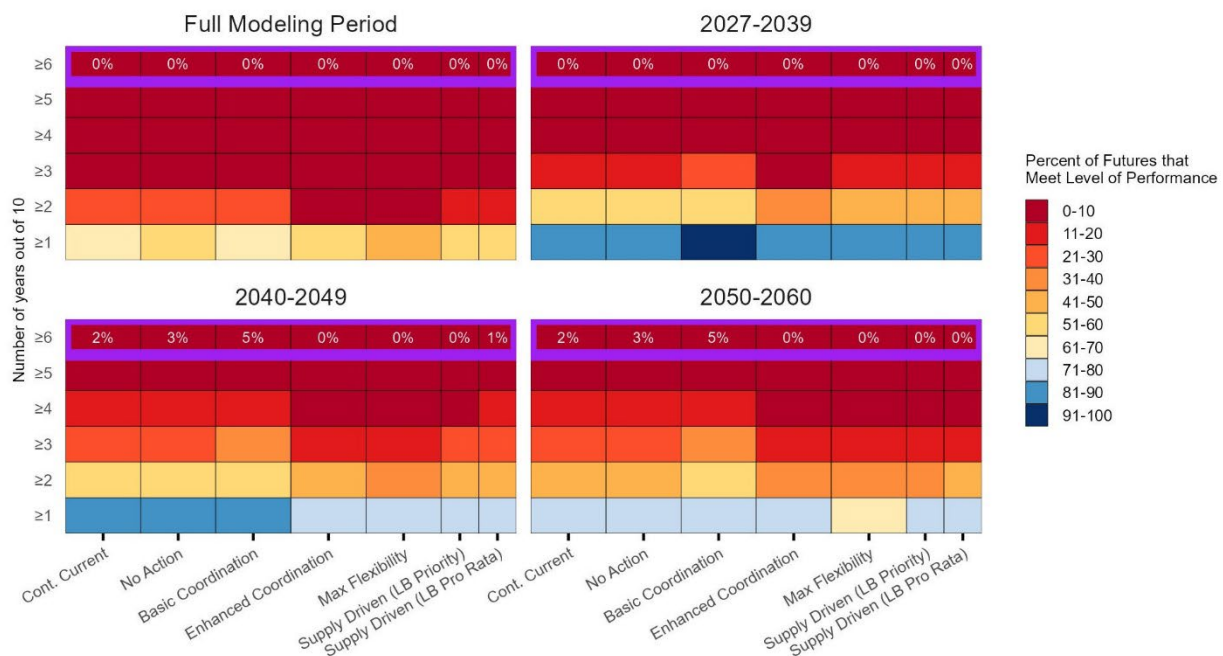 Full Modeling Period
2027-2039
≥6
0% 0% 0% 0% 0% 0% 0%
0% 0% 0% 0% 0% 0% 0%
≥5
≥4
≥3
≥2
≥1
2040-2049
2050-2060
≥6
2% 3% 5% 0% 0% 0% 1%
2% 3% 5% 0% 0% 0% 0%
≥5
≥4
≥3
≥2
≥1
Number of years out of 10
Cont. Current
No Action
Basic Coordination
Enhanced Coordination
Max Flexibility
Supply Driven (LB Priority)
Supply Driven (LB Pro Rata)
Cont. Current
No Action
Basic Coordination
Enhanced Coordination
Max Flexibility
Supply Driven (LB Priority)
Supply Driven (LB Pro Rata)
Percent of Futures that
Meet Level of Performance
0-10
11-20
21-30
31-40
41-50
51-60
61-70
71-80
81-90
91-100